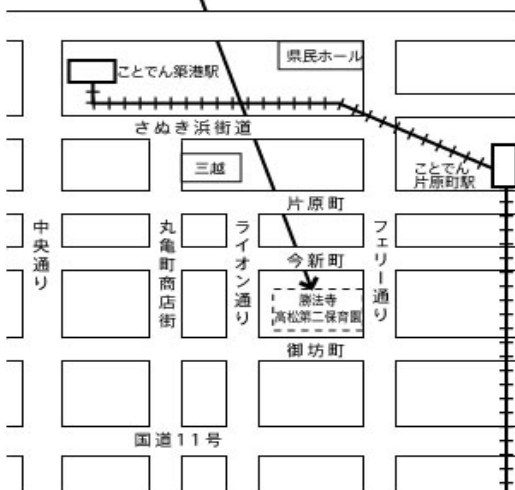 県民ホール
ことでん築港駅
さぬき浜街道
三越
ことでん
片原町駅
片原町
中央通り
丸亀町商店街
ライオン通り
フェリー通り
今新町
勝法寺
高松第二保育園
御坊町
国道11号